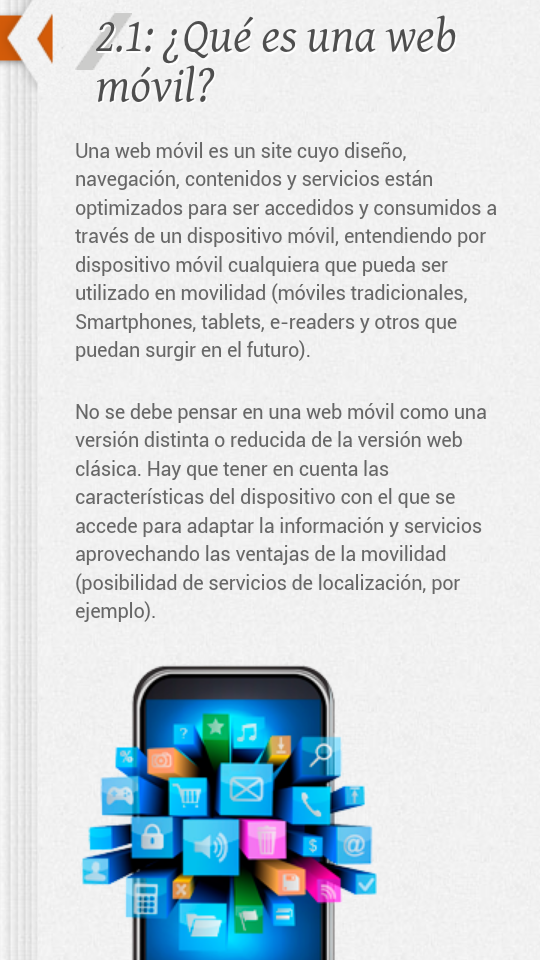 2.1: ¿Qué es una web
móvil?
Una web móvil es un site cuyo diseño,
navegación, contenidos y servicios están
optimizados para ser accedidos y consumidos a
través de un dispositivo móvil, entendiendo por
dispositivo móvil cualquiera que pueda ser
utilizado en movilidad (móviles tradicionales,
Smartphones, tablets, e-readers y otros que
puedan surgir en el futuro).
No se debe pensar en una web móvil como una
versión distinta o reducida de la versión web
clásica. Hay que tener en cuenta las
características del dispositivo con el que se
accede para adaptar la información y servicios
aprovechando las ventajas de la movilidad
(posibilidad de servicios de localización, por
ejemplo).
?
%
$
@